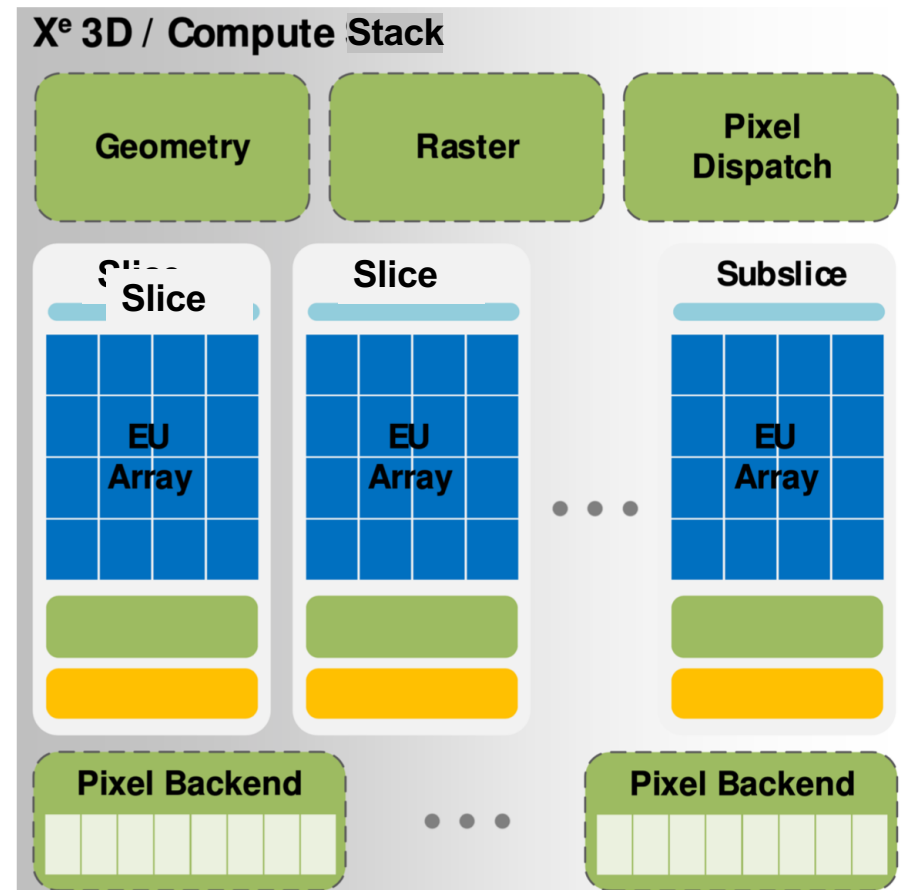 Xᵉ 3D / Compute Stack
Geometry
Raster
Pixel
Dispatch
Slice
Slice
Slice
Subslice
EU
Array
EU
Array
EU
Array
Pixel Backend
Pixel Backend